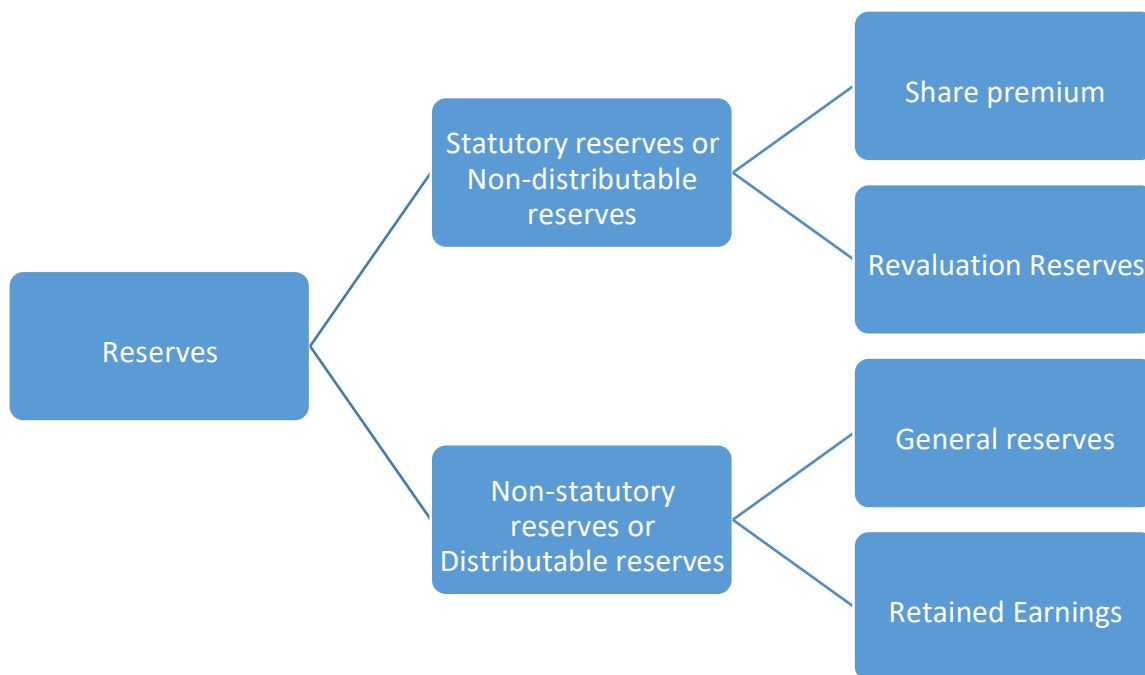 Reserves
Statutory reserves or
Non-distributable
reserves
Non-statutory
reserves or
Distributable reserves
Share premium
Revaluation Reserves
General reserves
Retained Earnings